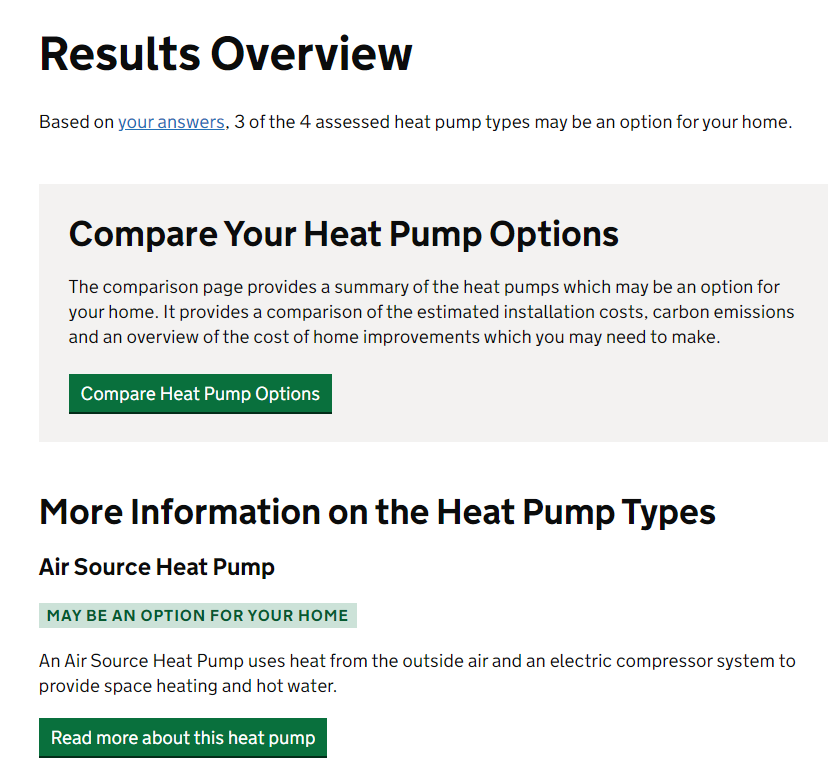 Results Overview
Based on your answers, 3 of the 4 assessed heat pump types may be an option for your home.
Compare Your Heat Pump Options
The comparison page provides a summary of the heat pumps which may be an option for
your home. It provides a comparison of the estimated installation costs, carbon emissions
and an overview of the cost of home improvements which you may need to make.
Compare Heat Pump Options
More Information on the Heat Pump Types
Air Source Heat Pump
MAY BE AN OPTION FOR YOUR HOME
An Air Source Heat Pump uses heat from the outside air and an electric compressor system to
provide space heating and hot water.
Read more about this heat pump